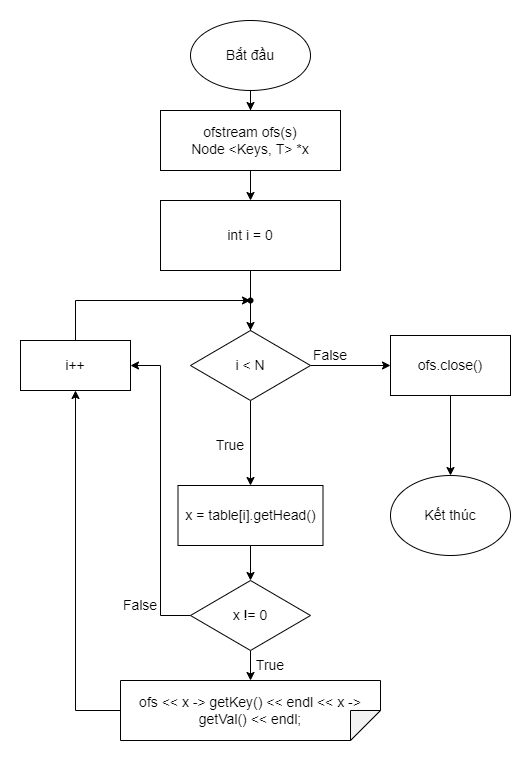 Bắt đầu
ofstream ofs(s)
Node <Keys, T> *x
int i = 0
i++
i < N
False
ofs.close()
True
x = table[i].getHead()
Kết thúc
False
x != 0
True
ofs << x -> getKey() << endl << x ->
getVal() << endl;